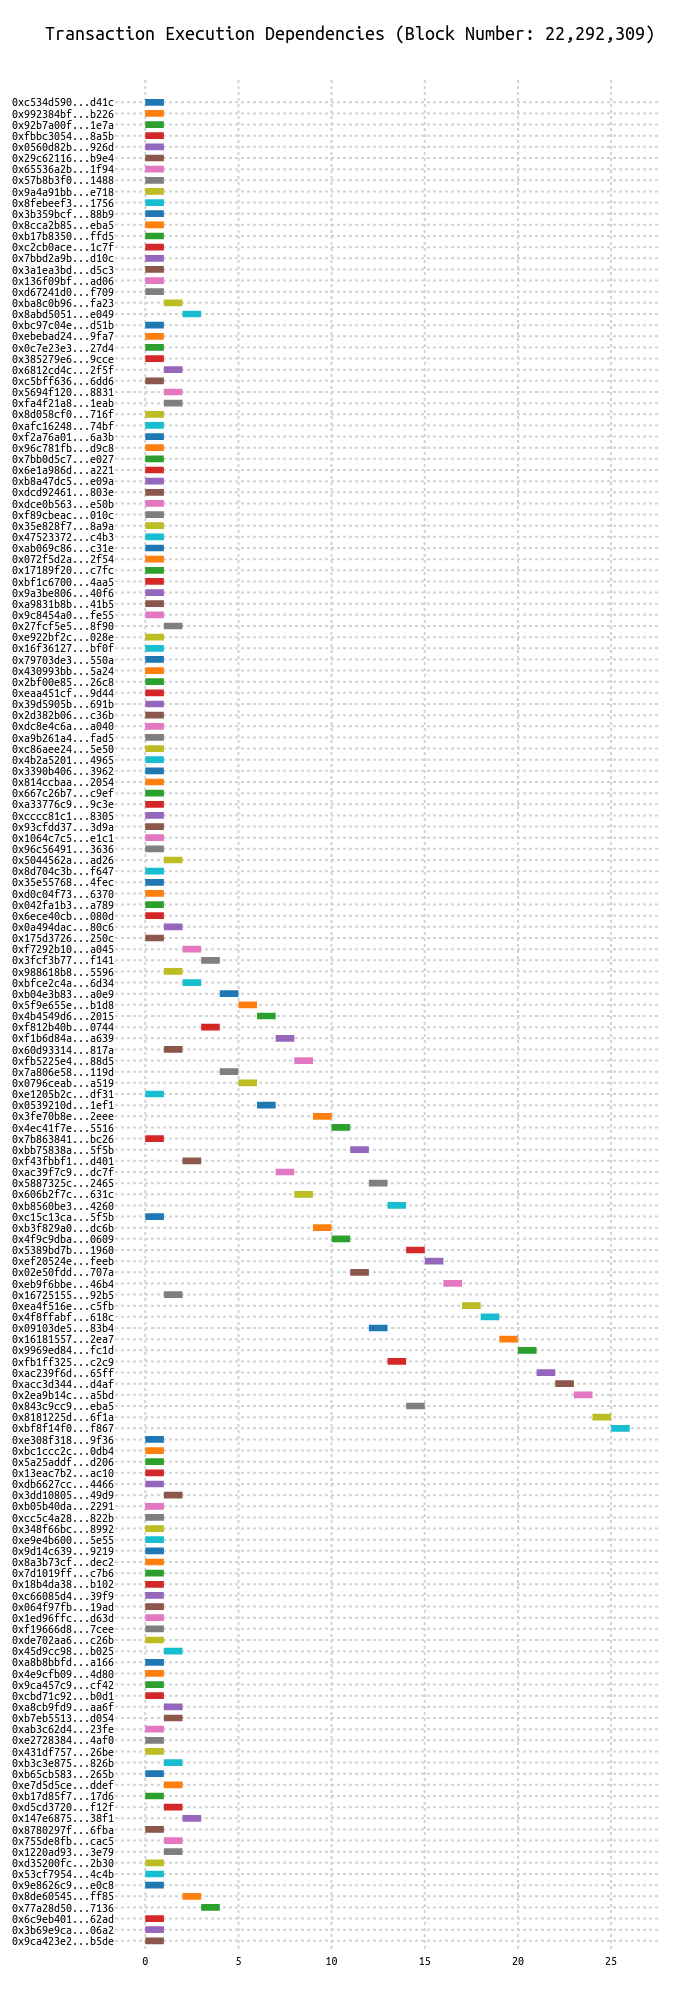 Transaction Execution Dependencies (Block Number: 22,292,309)
0xc534d590...d41c
0x992384bf...b226
0x92b7a00f...1e7a
0xfbbc3054...8a5b
0x0560d82b...926d
0x29c62116...b9e4
0x65536a2b...1f94
0x57b8b3f0...1488
0x9a4a91bb...e718
0x8febeef3...1756
0x3b359bcf...88b9
0x8cca2b85...eba5
0xb17b8350...ffd5
0xc2cb0ace...1c7f
0x7bbd2a9b...d10c
0x3a1ea3bd...d5c3
0x136f09bf...ad06
0xd67241d0...f709
0xba8c0b96...fa23
0x8abd5051...e049
0xbc97c04e...d51b
0xebebad24...9fa7
0x0c7e23e3...27d4
0x385279e6...9cce
0x6812cd4c...2f5f
0xc5bff636...6dd6
0x5694f120...8831
0xfa4f21a8...1eab
0x8d058cf0...716f
0xafc16248...74bf
0xf2a76a01...6a3b
0x96c781fb...d9c8
0x7bb0d5c7...e027
0x6e1a986d...a221
0xb8a47dc5...e09a
0xdcd92461...803e
0xdce0b563...e50b
0xf89cbeac...010c
0x35e828f7...8a9a
0x47523372...c4b3
0xab069c86...c31e
0x072f5d2a...2f54
0x17189f20...c7fc
0xbf1c6700...4aa5
0x9a3be806...40f6
0xa9831b8b...41b5
0x9c8454a0...fe55
0x27fcf5e5...8f90
0xe922bf2c...028e
0x16f36127...bf0f
0x79703de3...550a
0x430993bb...5a24
0x2bf00e85...26c8
0xeaa451cf...9d44
0x39d5905b...691b
0x2d382b06...c36b
0xdc8e4c6a...a040
0xa9b261a4...fad5
0xc86aee24...5e50
0x4b2a5201...4965
0x3390b406...3962
0x814ccbaa...2054
0x667c26b7...c9ef
0xa33776c9...9c3e
0xcccc81c1...8305
0x93cfdd37...3d9a
0x1064c7c5...e1c1
0x96c56491...3636
0x5044562a...ad26
0x8d704c3b...f647
0x35e55768...4fec
0xd0c04f73...6370
0x042fa1b3...a789
0x6ece40cb...080d
0x0a494dac...80c6
0x175d3726...250c
0xf7292b10...a045
0x3fcf3b77...f141
0x988618b8...5596
0xbfce2c4a...6d34
0xb04e3b83...a0e9
0x5f9e655e...b1d8
0x4b4549d6...2015
0xf812b40b...0744
0xf1b6d84a...a639
0x60d93314...817a
0xfb5225e4...88d5
0x7a806e58...119d
0x0796ceab...a519
0xe1205b2c...df31
0x0539210d...1ef1
0x3fe70b8e...2eee
0x4ec41f7e...5516
0x7b863841...bc26
0xbb75838a...5f5b
0xf43fbbf1...d401
0xac39f7c9...dc7f
0x5887325c...2465
0x606b2f7c...631c
0xb8560be3...4260
0xc15c13ca...5f5b
0xb3f829a0...dc6b
0x4f9c9dba...0609
0x5389bd7b...1960
0xef20524e...feeb
0x02e50fdd...707a
0xeb9f6bbe...46b4
0x16725155...92b5
0xea4f516e...c5fb
0x4f8ffabf...618c
0x09103de5...83b4
0x16181557...2ea7
0x9969ed84...fc1d
0xfb1ff325...c2c9
0xac239f6d...65ff
0xacc3d344...d4af
0x2ea9b14c...a5bd
0x843c9cc9...eba5
0x8181225d...6f1a
0xbf8f14f0...f867
0xe308f318...9f36
0xbc1ccc2c...0db4
0x5a25addf...d206
0x13eac7b2...ac10
0xdb6627cc...4466
0x3dd10805...49d9
0xb05b40da...2291
0xcc5c4a28...822b
0x348f66bc...8992
0xe9e4b600...5e55
0x9d14c639...9219
0x8a3b73cf...dec2
0x7d1019ff...c7b6
0x18b4da38...b102
0xc66085d4...39f9
0x064f97fb...19ad
0x1ed96ffc...d63d
0xf19666d8...7cee
0xde702aa6...c26b
0x45d9cc98...b025
0xa8b8bbfd...a166
0x4e9cfb09...4d80
0x9ca457c9...cf42
0xcbd71c92...b0d1
0xa8cb9fd9...aa6f
0xb7eb5513...d054
0xab3c62d4...23fe
0xe2728384...4af0
0x431df757...26be
0xb3c3e875...826b
0xb65cb583...265b
0xe7d5d5ce...ddef
0xb17d85f7...17d6
0xd5cd3720...f12f
0x147e6875...38f1
0x8780297f...6fba
0x755de8fb...cac5
0x1220ad93...3e79
0xd35200fc...2b30
0x53cf7954...4c4b
0x9e8626c9...e0c8
0x8de60545...ff85
0x77a28d50...7136
0x6c9eb401...62ad
0x3b69e9ca...06a2
0x9ca423e2...b5de
0 5 10 15 20 25